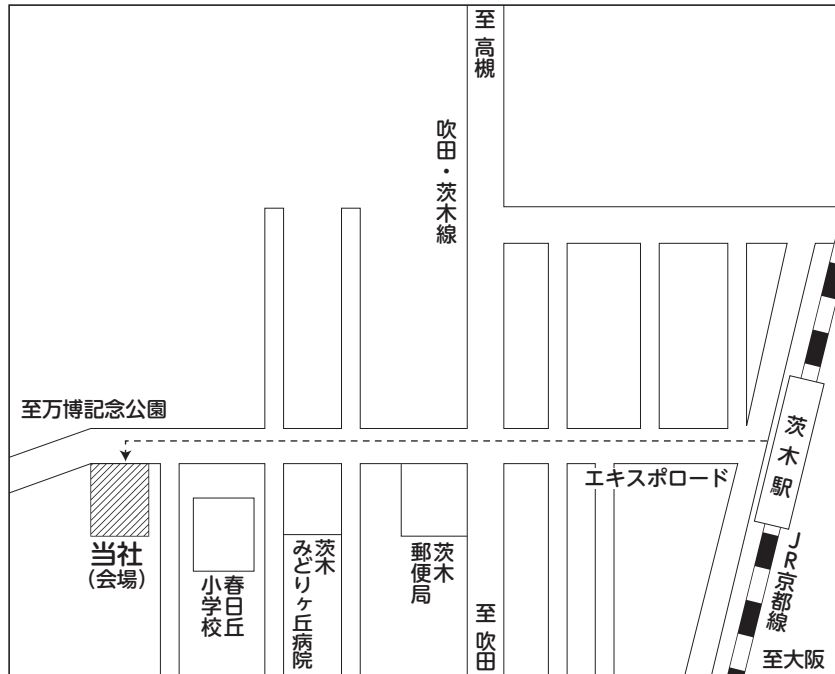 至 高槻
吹田・茨木線
至万博記念公園
茨木駅
エキスポロード
当社
(会場)
春日丘
小学校
茨木
みどりヶ丘病院
茨木
郵便局
至 吹田
JR京都線
至大阪